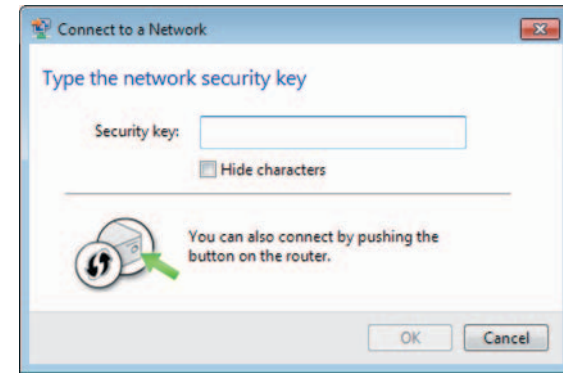 Connect to a Network
Type the network security key
Security key:
Hide characters
You can also connect by pushing the
button on the router.
OK
Cancel